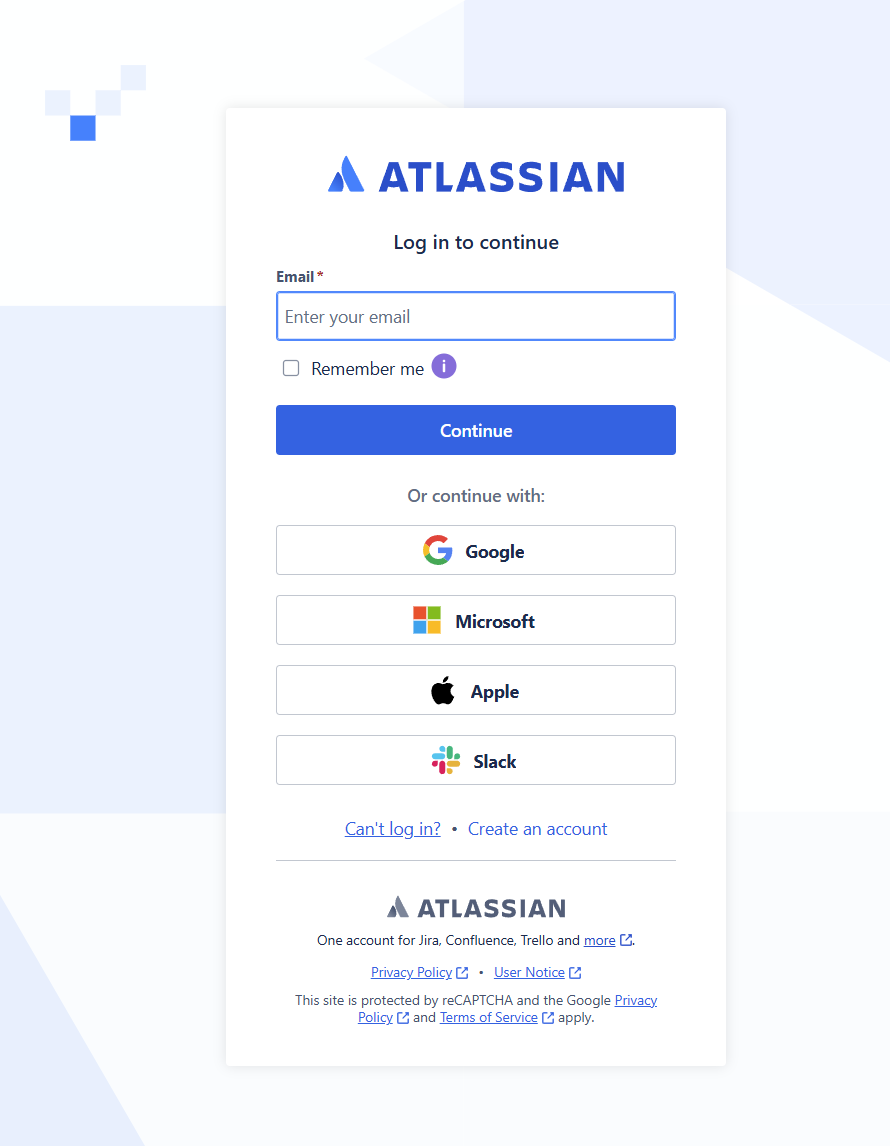 ATLASSIAN
Log in to continue
Email*
Enter your email
Remember me
i
Continue
Or continue with:
Google
Microsoft
Apple
Slack
Can't log in? • Create an account
ATLASSIAN
One account for Jira, Confluence, Trello and more.
Privacy Policy • User Notice
This site is protected by reCAPTCHA and the Google Privacy
Policy and Terms of Service apply.